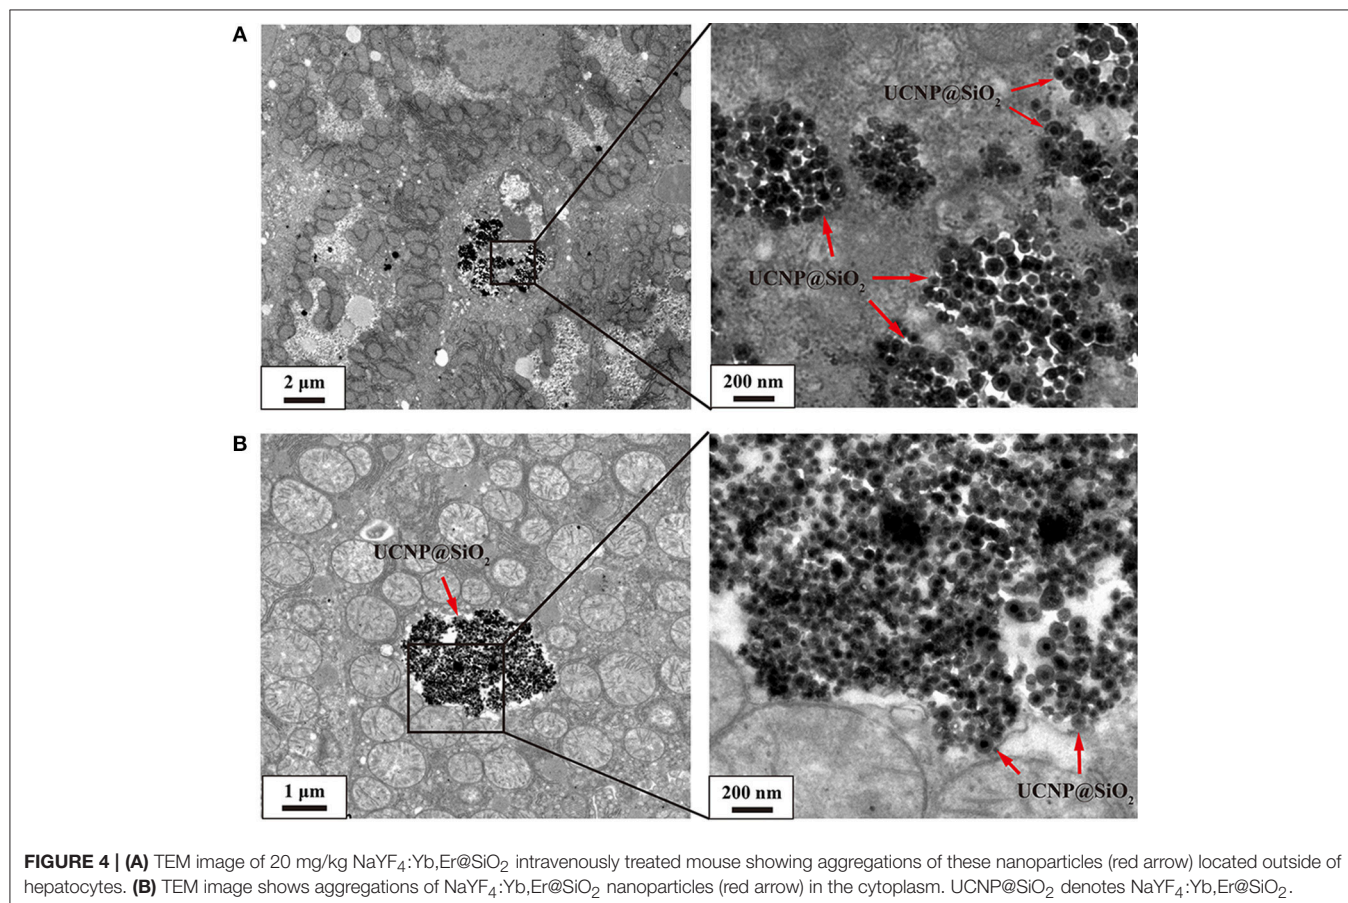 A
UCNP@SiO₂
UCNP@SiO₂
2 μm
200 nm
B
UCNP@SiO₂
UCNP@SiO₂
1 μm
200 nm
FIGURE 4 | (A) TEM image of 20 mg/kg NaYF₄:Yb,Er@SiO₂ intravenously treated mouse showing aggregations of these nanoparticles (red arrow) located outside of
hepatocytes. (B) TEM image shows aggregations of NaYF₄:Yb,Er@SiO₂ nanoparticles (red arrow) in the cytoplasm. UCNP@SiO₂ denotes NaYF₄:Yb,Er@SiO₂.